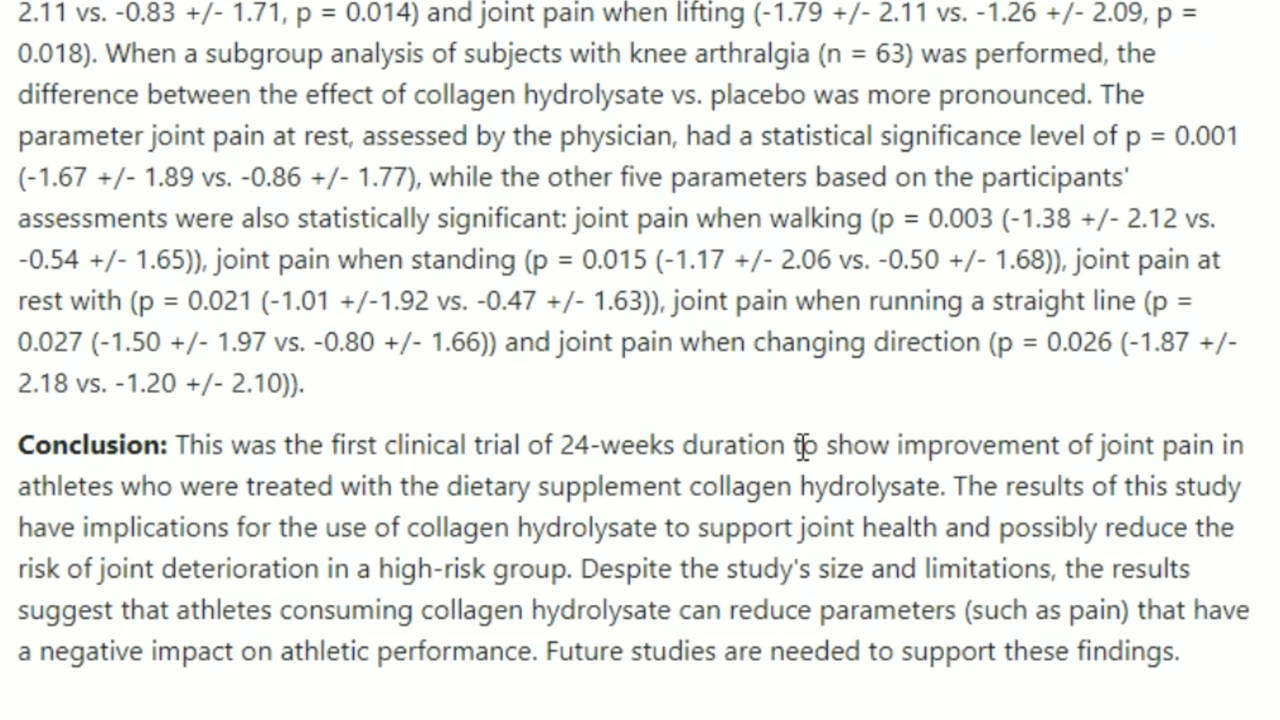 2.11 vs. -0.83 +/- 1.71, p = 0.014) and joint pain when lifting (-1.79 +/- 2.11 vs. -1.26 +/- 2.09, p =
0.018). When a subgroup analysis of subjects with knee arthralgia (n = 63) was performed, the
difference between the effect of collagen hydrolysate vs. placebo was more pronounced. The
parameter joint pain at rest, assessed by the physician, had a statistical significance level of p = 0.001
(-1.67 +/- 1.89 vs. -0.86 +/- 1.77), while the other five parameters based on the participants'
assessments were also statistically significant: joint pain when walking (p = 0.003 (-1.38 +/- 2.12 vs.
-0.54 +/- 1.65)), joint pain when standing (p = 0.015 (-1.17 +/- 2.06 vs. -0.50 +/- 1.68)), joint pain at
rest with (p = 0.021 (-1.01 +/-1.92 vs. -0.47 +/- 1.63)), joint pain when running a straight line (p =
0.027 (-1.50 +/- 1.97 vs. -0.80 +/- 1.66)) and joint pain when changing direction (p = 0.026 (-1.87 +/-
2.18 vs. -1.20 +/- 2.10)).
Conclusion: This was the first clinical trial of 24-weeks duration to show improvement of joint pain in
athletes who were treated with the dietary supplement collagen hydrolysate. The results of this study
have implications for the use of collagen hydrolysate to support joint health and possibly reduce the
risk of joint deterioration in a high-risk group. Despite the study's size and limitations, the results
suggest that athletes consuming collagen hydrolysate can reduce parameters (such as pain) that have
a negative impact on athletic performance. Future studies are needed to support these findings.